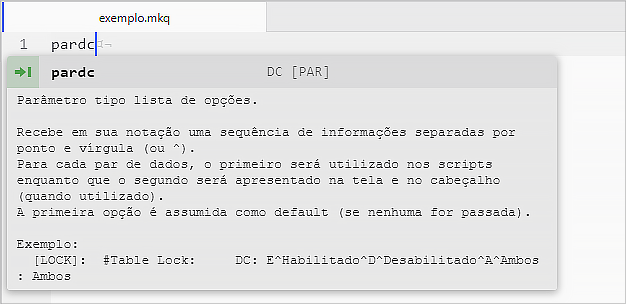 exemplo.mkq
1 pardc¤¬
pardc DC [PAR]
Parâmetro tipo lista de opções.
Recebe em sua notação uma sequência de informações separadas por
ponto e vírgula (ou ^).
Para cada par de dados, o primeiro será utilizado nos scripts
enquanto que o segundo será apresentado na tela e no cabeçalho
(quando utilizado).
A primeira opção é assumida como default (se nenhuma for passada).
Exemplo:
[LOCK]: #Table Lock: DC: E^Habilitado^D^Desabilitado^A^Ambos
: Ambos